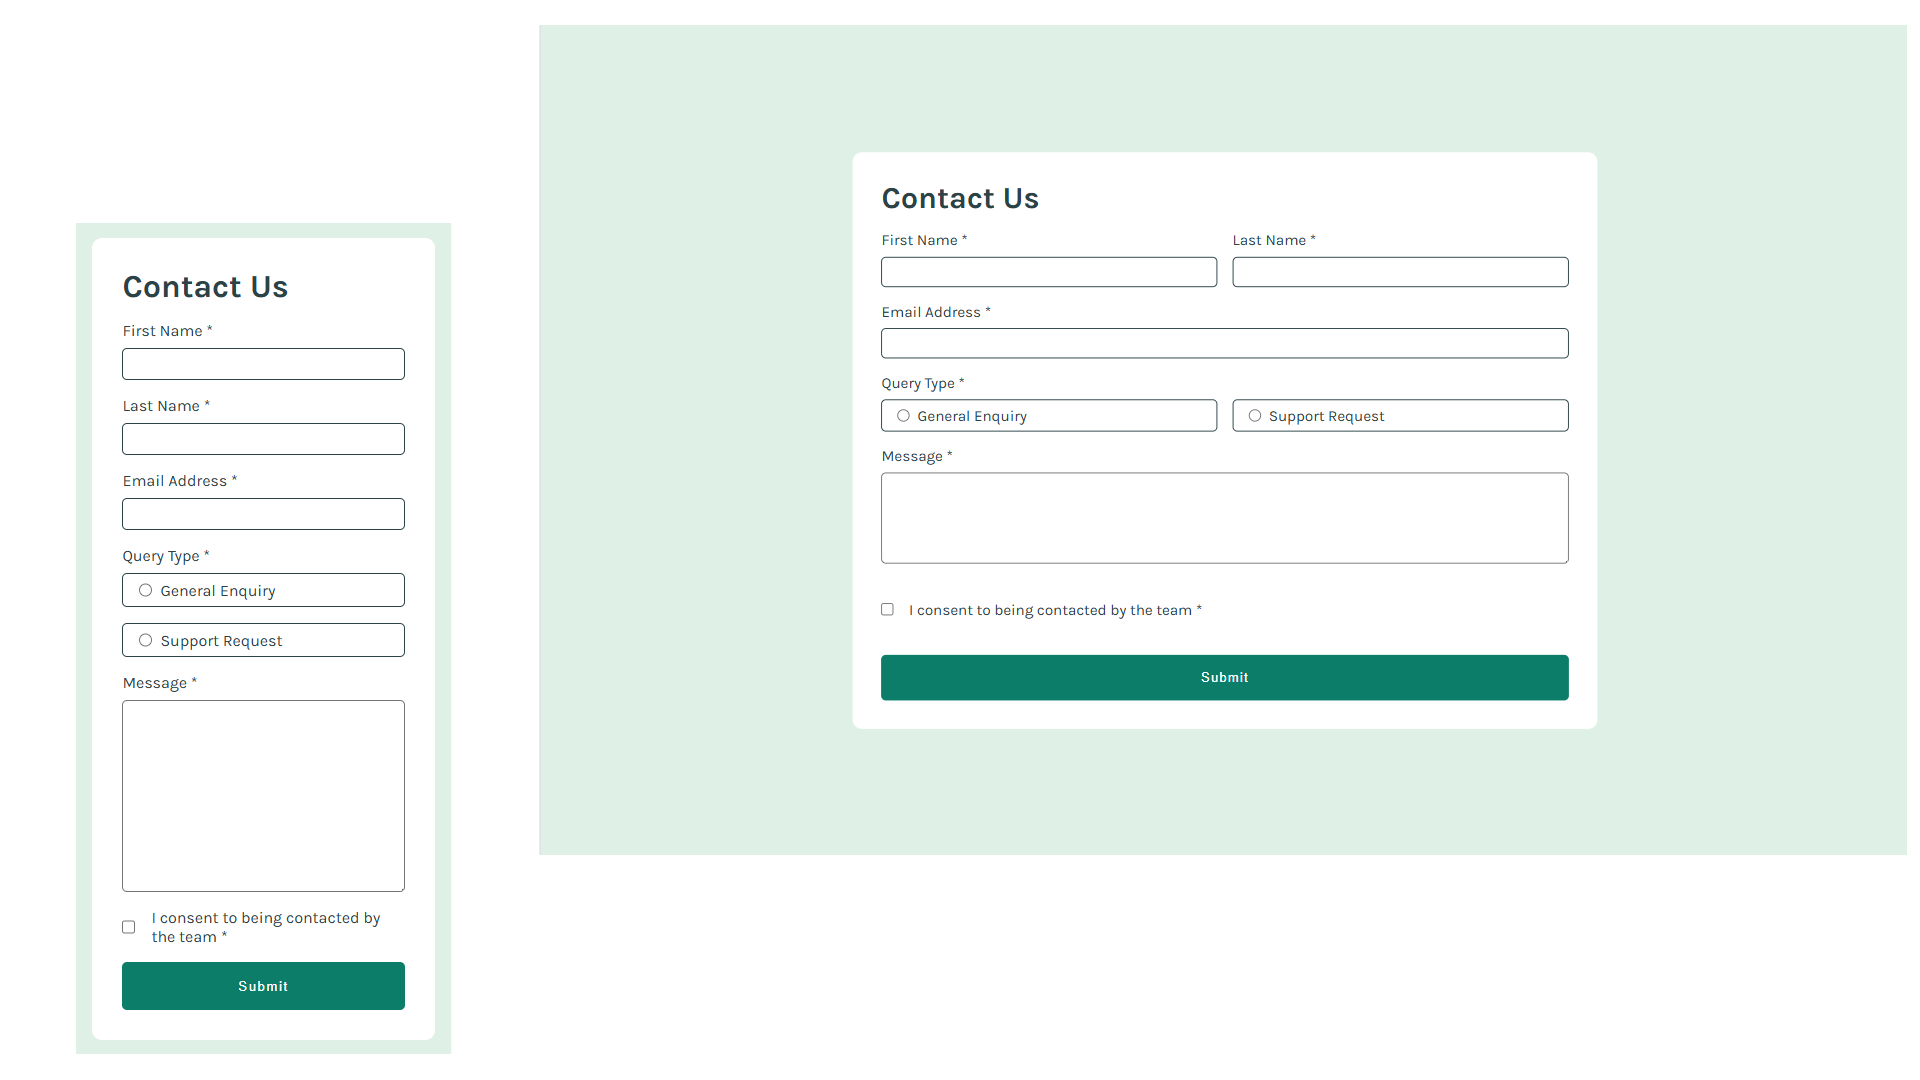 Contact Us
First Name *
Last Name *
Email Address *
Query Type *
General Enquiry
Support Request
Message *
I consent to being contacted by
the team *
Submit
Contact Us
First Name *
Last Name *
Email Address *
Query Type *
General Enquiry
Support Request
Message *
I consent to being contacted by the team *
Submit